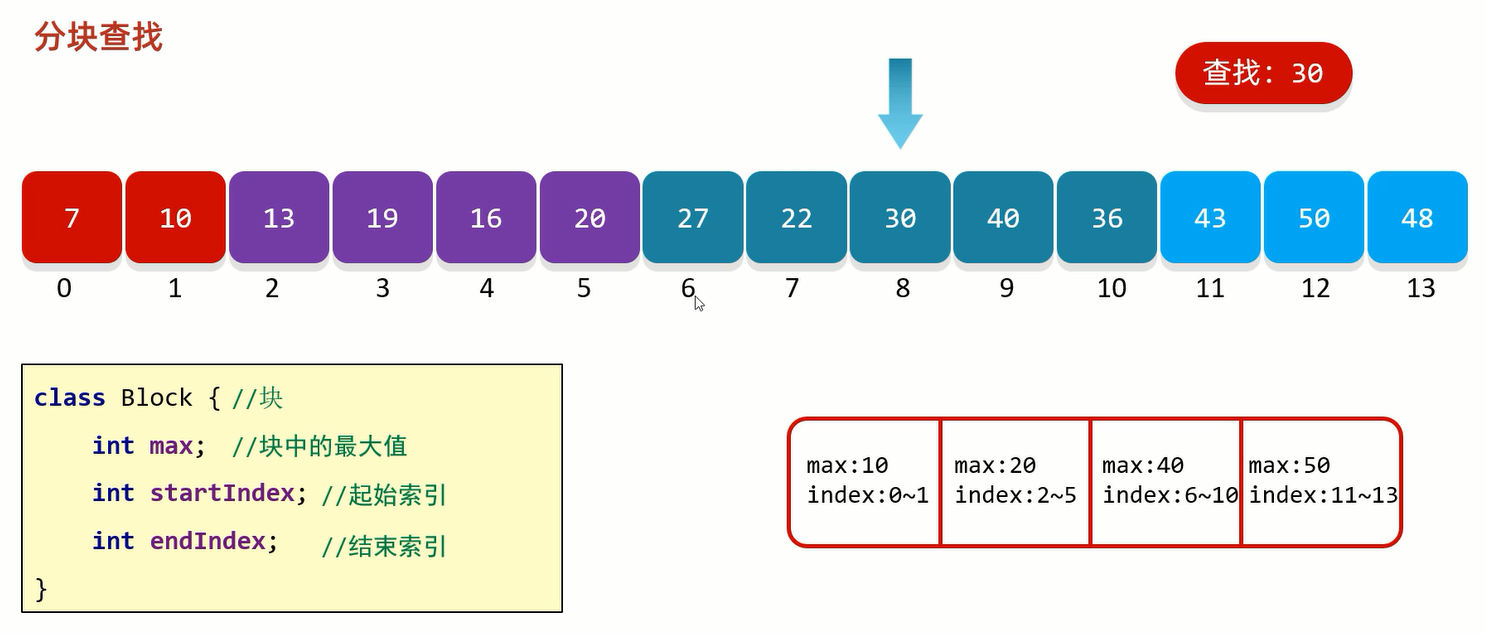 分块查找
查找: 30
7 10 13 19 16 20 27 22 30 40 36 43 50 48
0 1 2 3 4 5 6 7 8 9 10 11 12 13
class Block { //块
int max; //块中的最大值
int startIndex; //起始索引
int endIndex; //结束索引
}
max:10 max:20 max:40 max:50
index:0~1 index:2~5 index:6~10 index:11~13